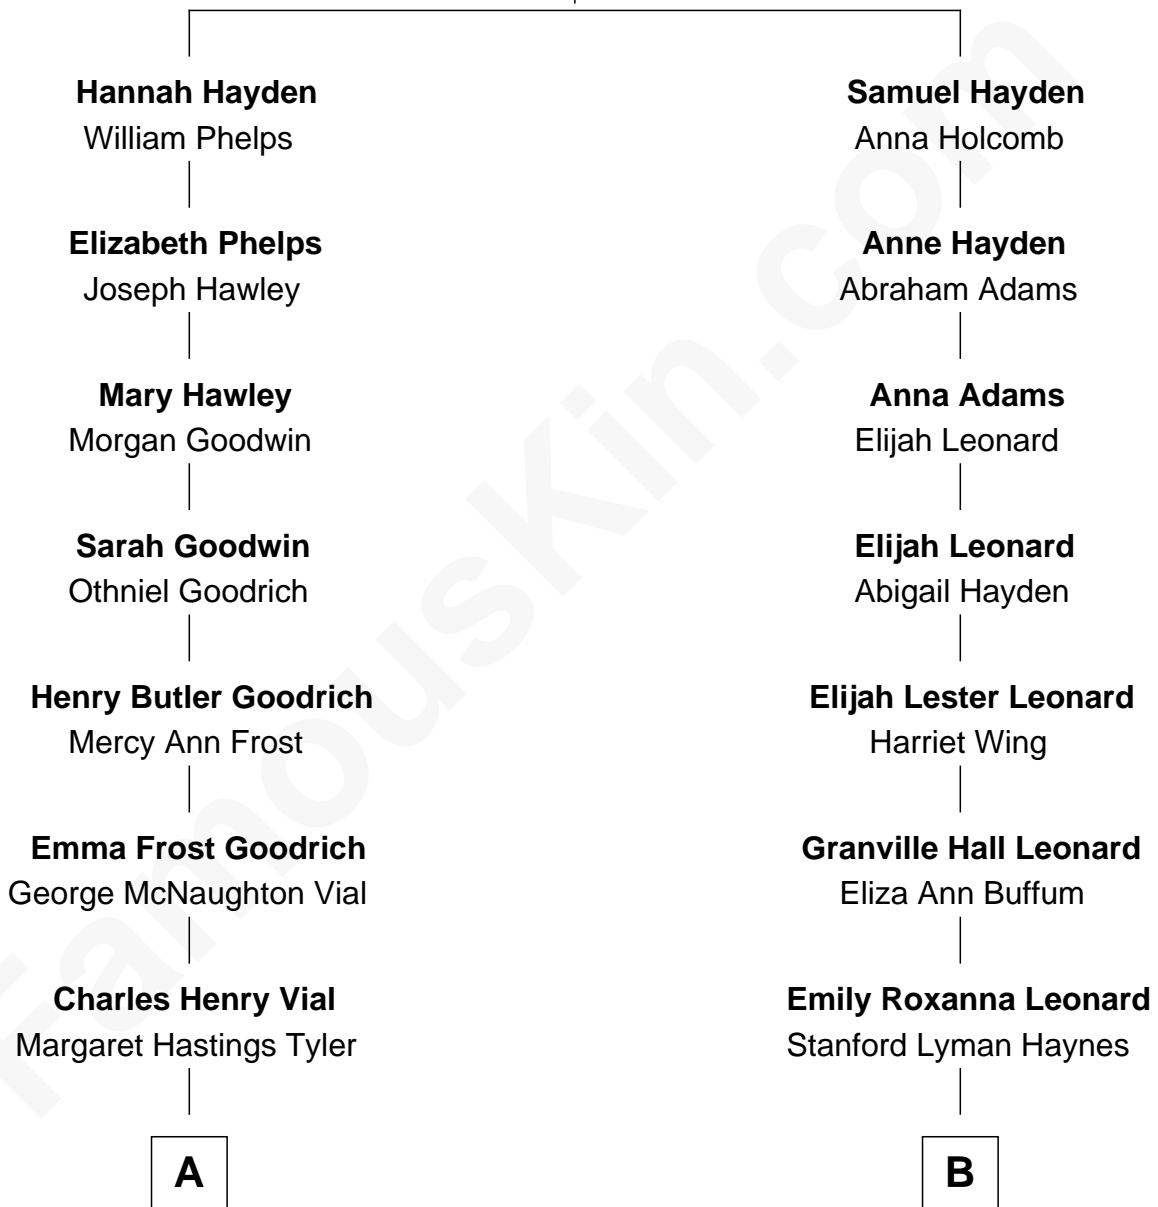 Hannah Hayden
William Phelps
Samuel Hayden
Anna Holcomb
Elizabeth Phelps
Joseph Hawley
Anne Hayden
Abraham Adams
Mary Hawley
Morgan Goodwin
Anna Adams
Elijah Leonard
Sarah Goodwin
Othniel Goodrich
Elijah Leonard
Abigail Hayden
Henry Butler Goodrich
Mercy Ann Frost
Elijah Lester Leonard
Harriet Wing
Emma Frost Goodrich
George McNaughton Vial
Granville Hall Leonard
Eliza Ann Buffum
Charles Henry Vial
Margaret Hastings Tyler
Emily Roxanna Leonard
Stanford Lyman Haynes
A
B
FamousKin.com